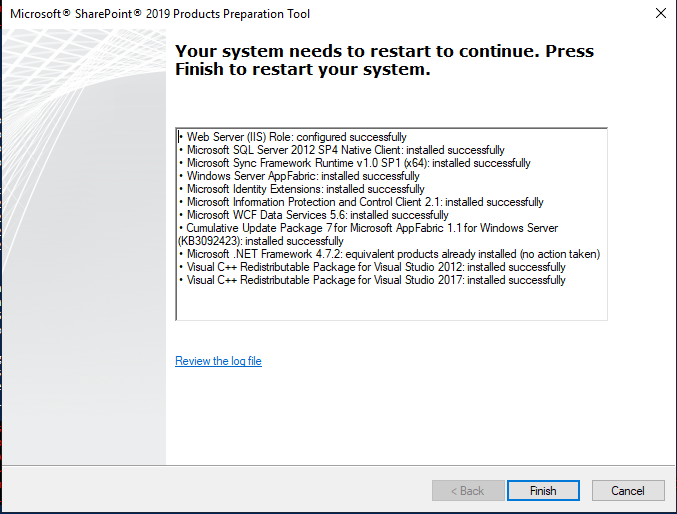 Microsoft® SharePoint® 2019 Products Preparation Tool
Your system needs to restart to continue. Press
Finish to restart your system.
• Web Server (IIS) Role: configured successfully
• Microsoft SQL Server 2012 SP4 Native Client: installed successfully
• Microsoft Sync Framework Runtime v1.0 SP1 (x64): installed successfully
• Windows Server AppFabric: installed successfully
• Microsoft Identity Extensions: installed successfully
• Microsoft Information Protection and Control Client 2.1: installed successfully
• Microsoft WCF Data Services 5.6: installed successfully
• Cumulative Update Package 7 for Microsoft AppFabric 1.1 for Windows Server
(KB3092423): installed successfully
• Microsoft .NET Framework 4.7.2: equivalent products already installed (no action taken)
• Visual C++ Redistributable Package for Visual Studio 2012: installed successfully
• Visual C++ Redistributable Package for Visual Studio 2017: installed successfully
Review the log file
< Back
Finish
Cancel